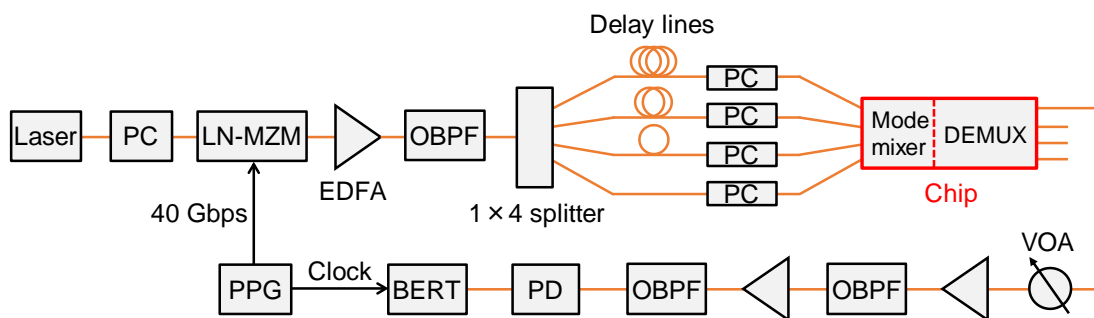 Delay lines
PC
PC
PC
PC
Laser
PC
LN-MZM
EDFA
OBPF
1×4 splitter
Mode
mixer
DEMUX
Chip
40 Gbps
VOA
PPG
Clock
BERT
PD
OBPF
OBPF